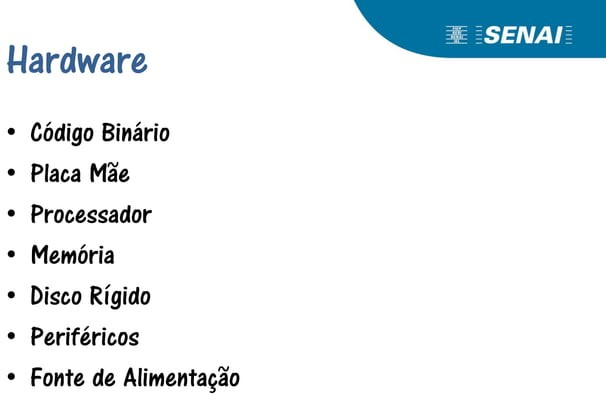 SENAI
Hardware
• Código Binário
• Placa Mãe
• Processador
• Memória
• Disco Rígido
• Periféricos
• Fonte de Alimentação